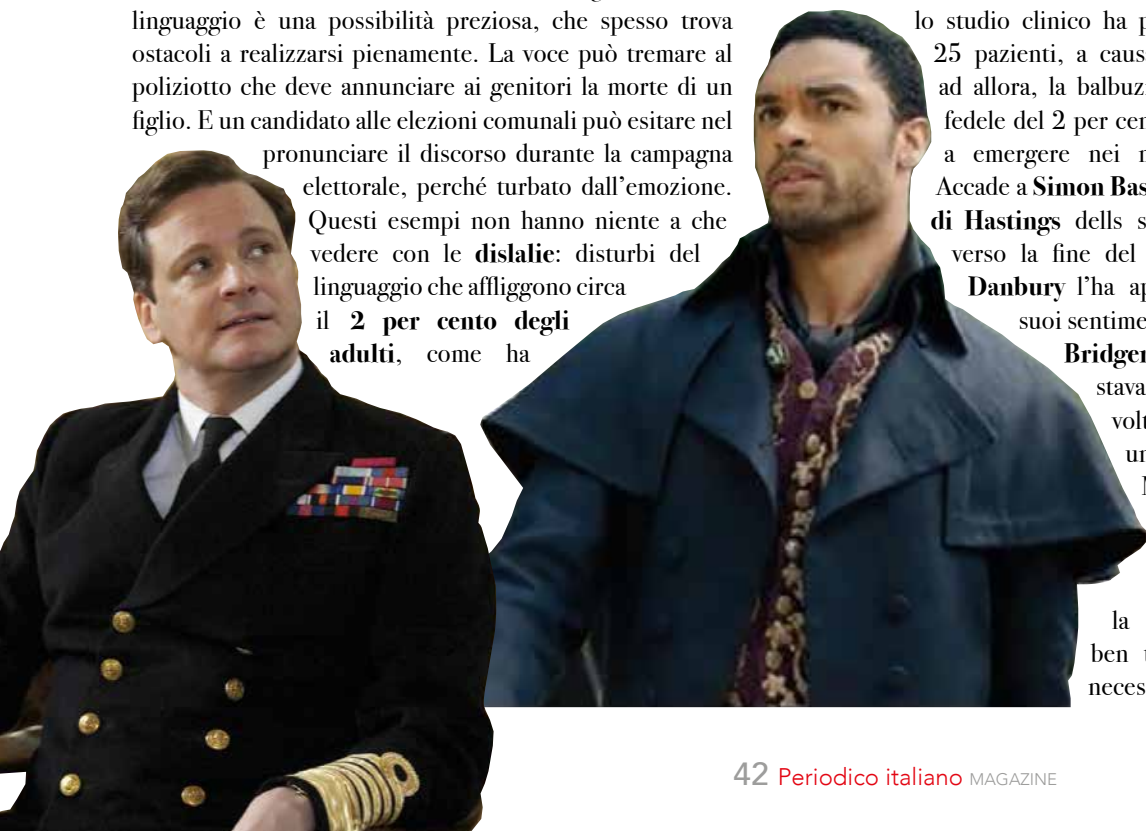 linguaggio è una possibilità preziosa, che spesso trova
ostacoli a realizzarsi pienamente. La voce può tremare al
poliziotto che deve annunciare ai genitori la morte di un
figlio. E un candidato alle elezioni comunali può esitare nel
pronunciare il discorso durante la campagna
elettorale, perché turbato dall'emozione.
Questi esempi non hanno niente a che
vedere con le dislalie: disturbi del
linguaggio che affliggono circa
il 2 per cento degli
adulti, come ha
lo studio clinico ha p
25 pazienti, a caus
ad allora, la balbuz
fedele del 2 per cen
a emergere nei
Accade a Simon Bas
di Hastings dells s
verso la fine del
Danbury l'ha ap
suoi sentime
Bridger
stava
volt
un
la
ben
neces
42 Periodico italiano MAGAZINE